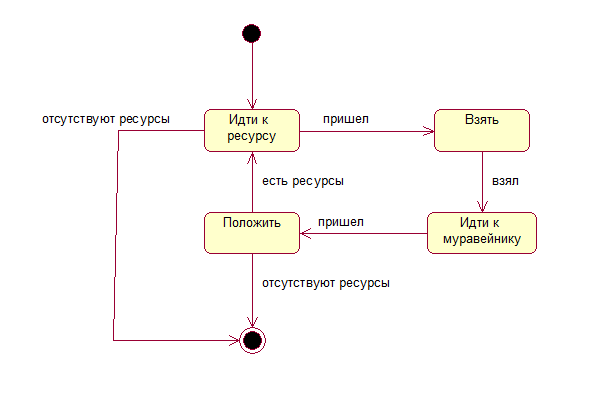 отсутствуют ресурсы
Идти к
ресурсу
пришел
Взять
есть ресурсы
взял
Положить
пришел
Идти к
муравейнику
отсутствуют ресурсы